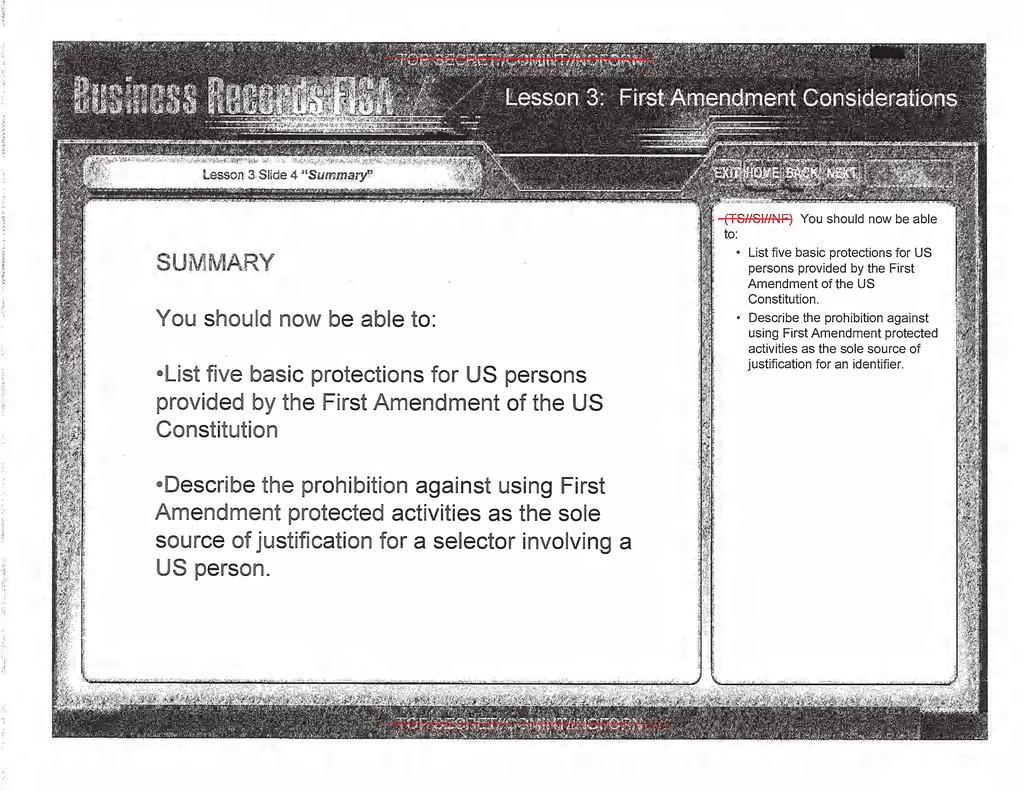 TOP SECRET//COMINT//NOFORN
Business Records FISA
Lesson 3: First Amendment Considerations
Lesson 3 Slide 4 "Summary"
EXIT HOME BACK NEXT
SUMMARY
You should now be able to:
•List five basic protections for US persons
provided by the First Amendment of the US
Constitution
•Describe the prohibition against using First
Amendment protected activities as the sole
source of justification for a selector involving a
US person.
(TS//SI//NF) You should now be able
to:
• List five basic protections for US
persons provided by the First
Amendment of the US
Constitution.
• Describe the prohibition against
using First Amendment protected
activities as the sole source of
justification for an identifier.